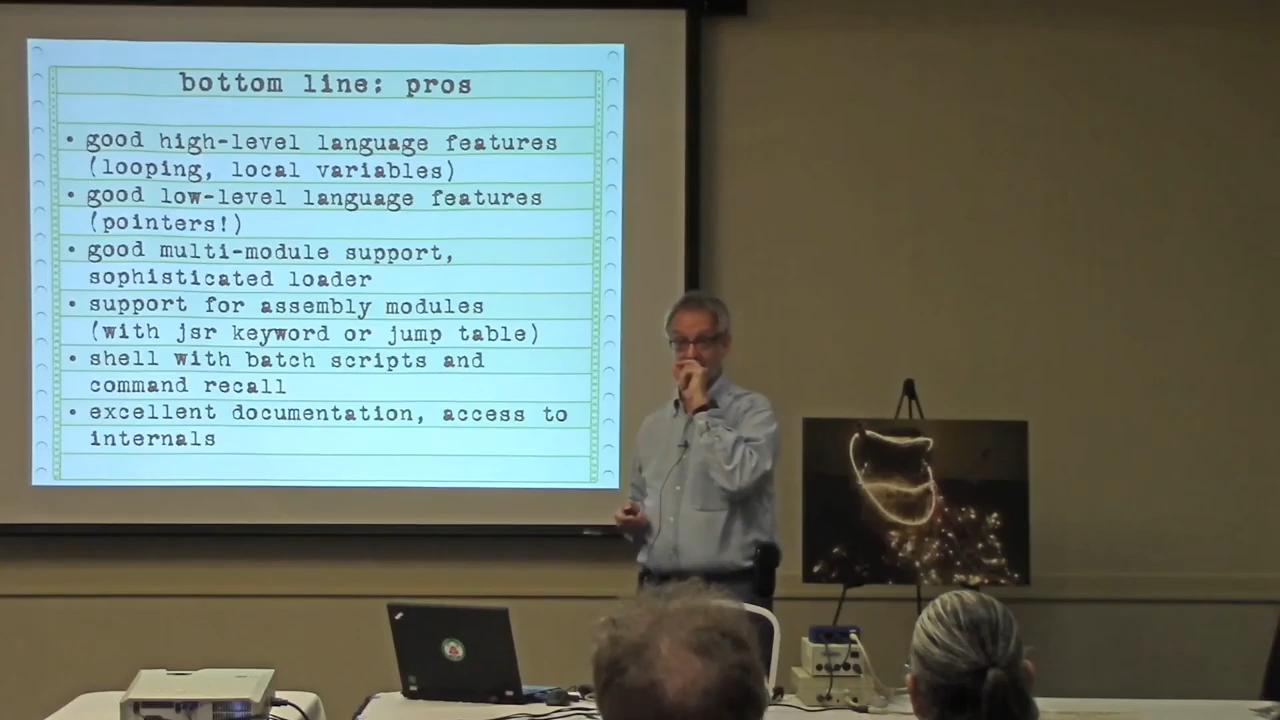 bottom line: pros
• good high-level language features
(looping, local variables)
• good low-level language features
(pointers!)
• good multi-module support,
sophisticated loader
• support for assembly modules
(with jsr keyword or jump table)
• shell with batch scripts and
command recall
• excellent documentation, access to
internals